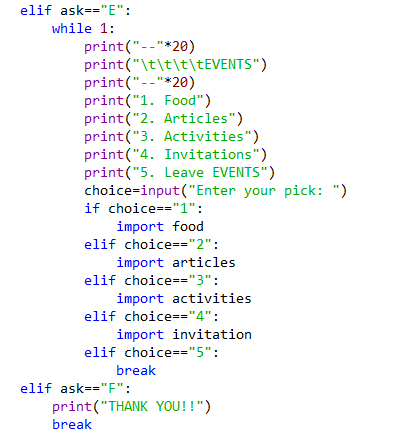 elif ask=="E":
    while 1:
        print("--"*20)
        print("\t\t\t\tEVENTS")
        print("--"*20)
        print("1. Food")
        print("2. Articles")
        print("3. Activities")
        print("4. Invitations")
        print("5. Leave EVENTS")
        choice=input("Enter your pick: ")
        if choice=="1":
            import food
        elif choice=="2":
            import articles
        elif choice=="3":
            import activities
        elif choice=="4":
            import invitation
        elif choice=="5":
            break
elif ask=="F":
    print("THANK YOU!!")
    break